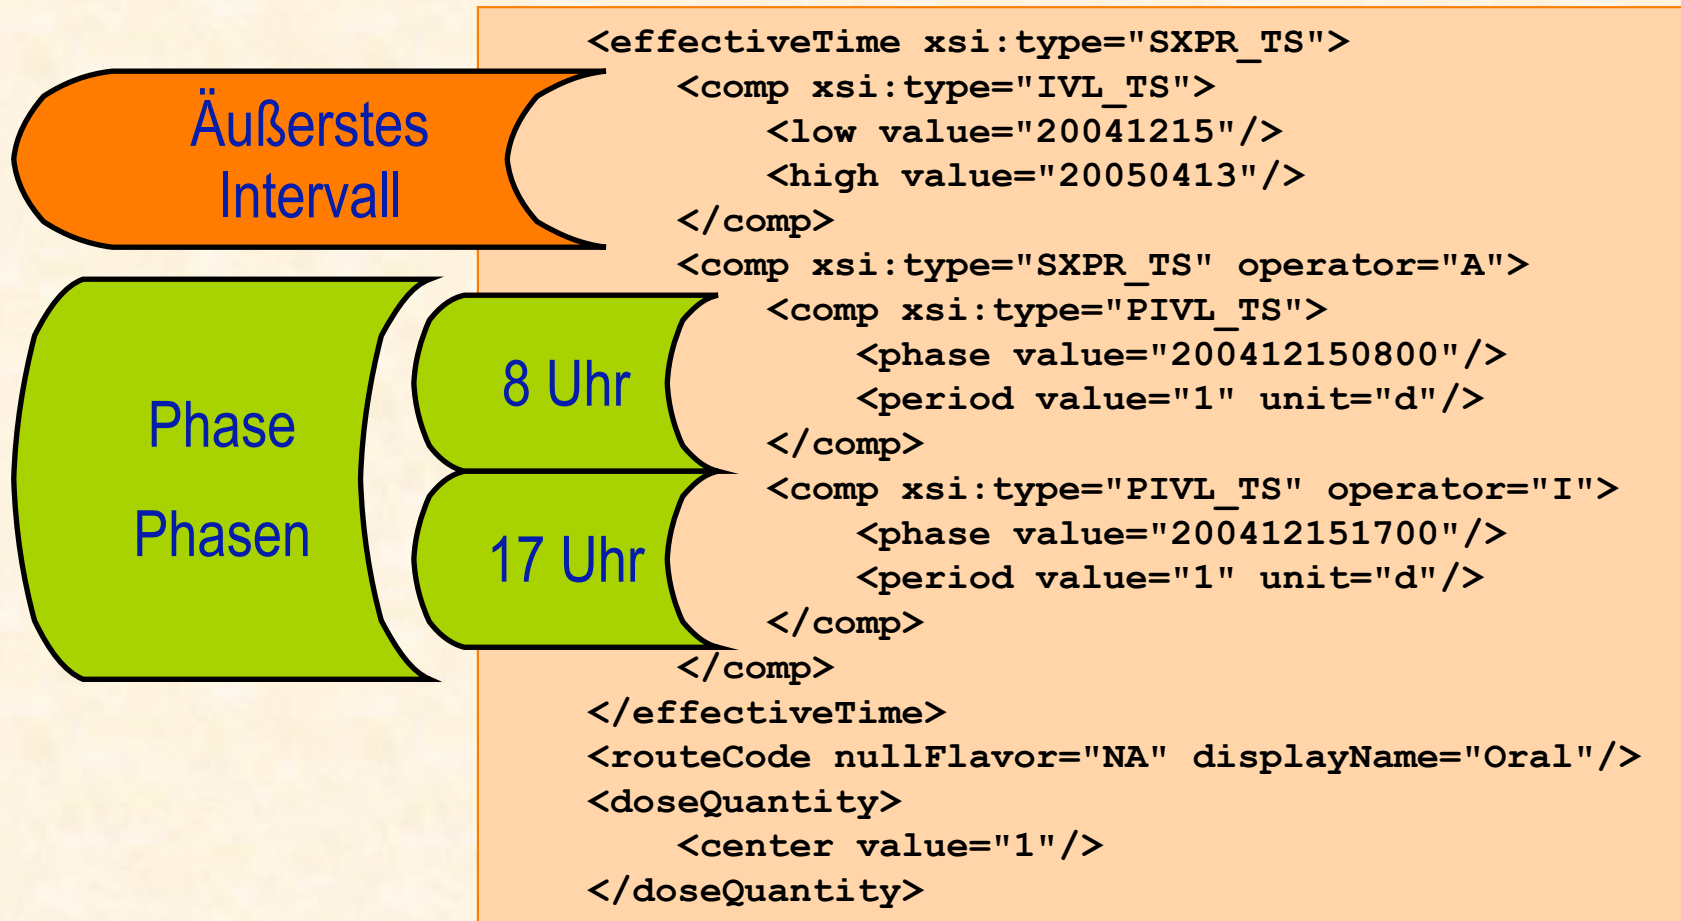 Äußerstes
Intervall
Phase
Phasen
8 Uhr
17 Uhr
<effectiveTime xsi:type="SXPR_TS">
<comp xsi:type="IVL_TS">
<low value="20041215"/>
<high value="20050413"/>
</comp>
<comp xsi:type="SXPR_TS" operator="A">
<comp xsi:type="PIVL_TS">
<phase value="200412150800"/>
<period value="1" unit="d"/>
</comp>
<comp xsi:type="PIVL_TS" operator="I">
<phase value="200412151700"/>
<period value="1" unit="d"/>
</comp>
</comp>
</effectiveTime>
<routeCode nullFlavor="NA" displayName="Oral"/>
<doseQuantity>
<center value="1"/>
</doseQuantity>